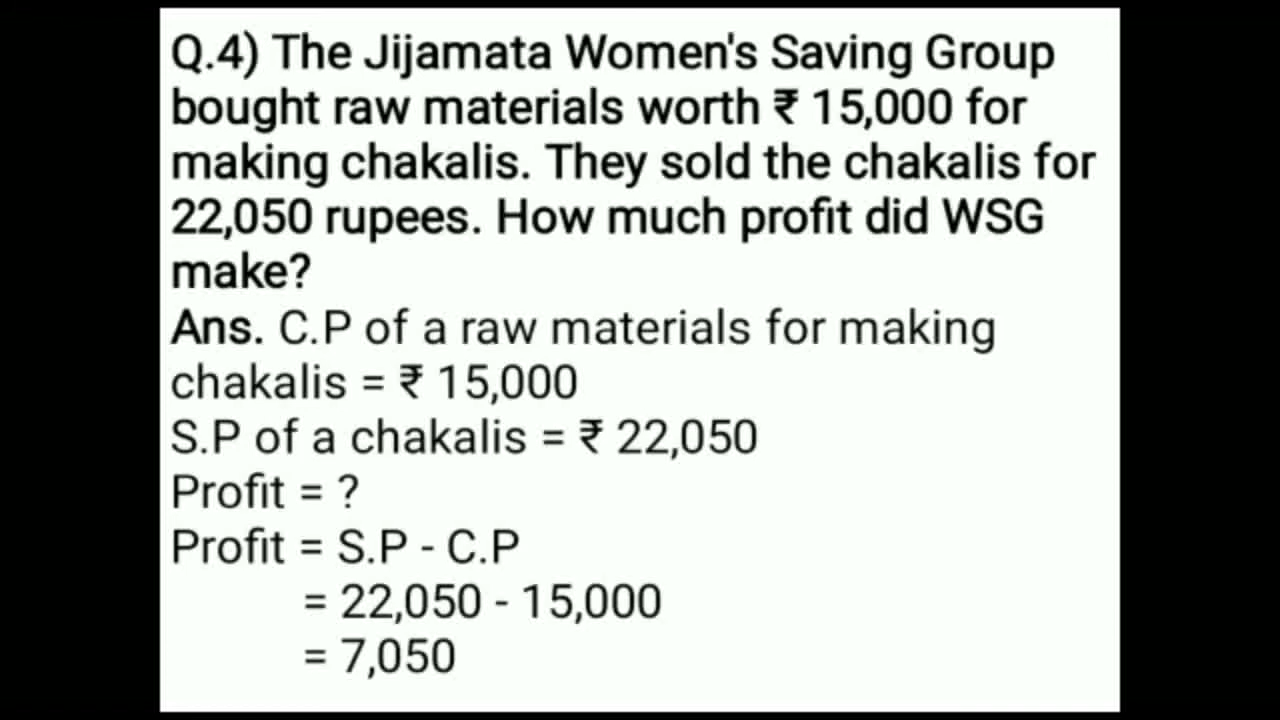 Q.4) The Jijamata Women's Saving Group
bought raw materials worth ₹ 15,000 for
making chakalis. They sold the chakalis for
22,050 rupees. How much profit did WSG
make?
Ans. C.P of a raw materials for making
chakalis = ₹ 15,000
S.P of a chakalis = ₹ 22,050
Profit = ?
Profit = S.P - C.P
= 22,050 - 15,000
= 7,050